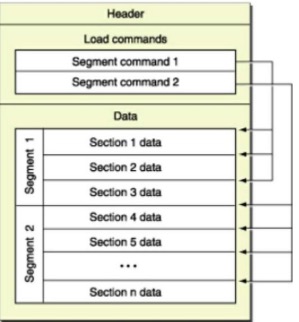 Header
Load commands
Segment command 1
Segment command 2
Data
Segment 1
Section 1 data
Section 2 data
Section 3 data
Segment 2
Section 4 data
Section 5 data
...
Section n data